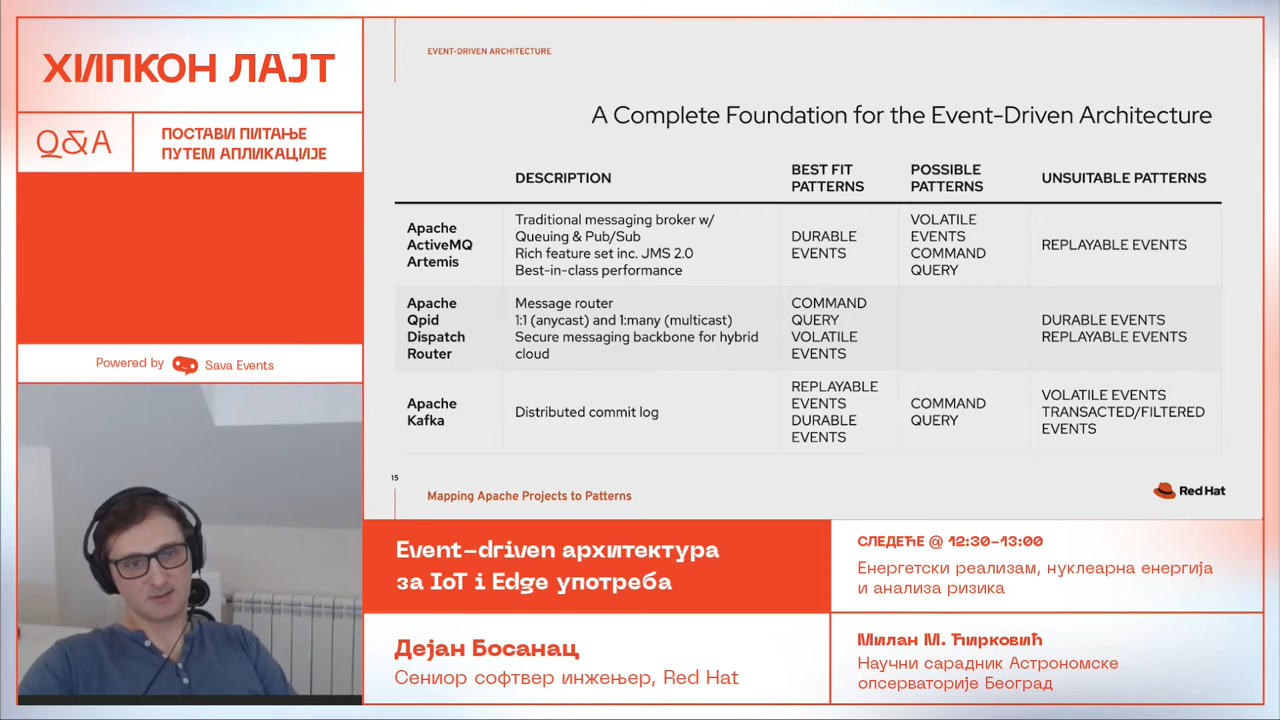 ХИПКОН ЛАЈТ
Q&A
ПОСТАВИ ПИТАЊЕ
ПУТЕМ АПЛИКАЦИЈЕ
Powered by Sava Events
EVENT-DRIVEN ARCHITECTURE
A Complete Foundation for the Event-Driven Architecture
DESCRIPTION
BEST FIT
PATTERNS
POSSIBLE
PATTERNS
UNSUITABLE PATTERNS
Apache
ActiveMQ
Artemis
Traditional messaging broker w/
Queuing & Pub/Sub
Rich feature set inc. JMS 2.0
Best-in-class performance
DURABLE
EVENTS
VOLATILE
EVENTS
COMMAND
QUERY
REPLAYABLE EVENTS
Apache
Qpid
Dispatch
Router
Message router
1:1 (anycast) and 1:many (multicast)
Secure messaging backbone for hybrid
cloud
COMMAND
QUERY
VOLATILE
EVENTS
DURABLE EVENTS
REPLAYABLE EVENTS
Apache
Kafka
Distributed commit log
REPLAYABLE
EVENTS
DURABLE
EVENTS
COMMAND
QUERY
VOLATILE EVENTS
TRANSACTED/FILTERED
EVENTS
15
Mapping Apache Projects to Patterns
Red Hat
Event-driven архитектура
за IoT i Edge употреба
Дејан Босанац
Сениор софтвер инжењер, Red Hat
СЛЕДЕЋЕ @ 12:30-13:00
Енергетски реализам, нуклеарна енергија
и анализа ризика
Милан М. Ћирковић
Научни сарадник Астрономске
опсерваторије Београд